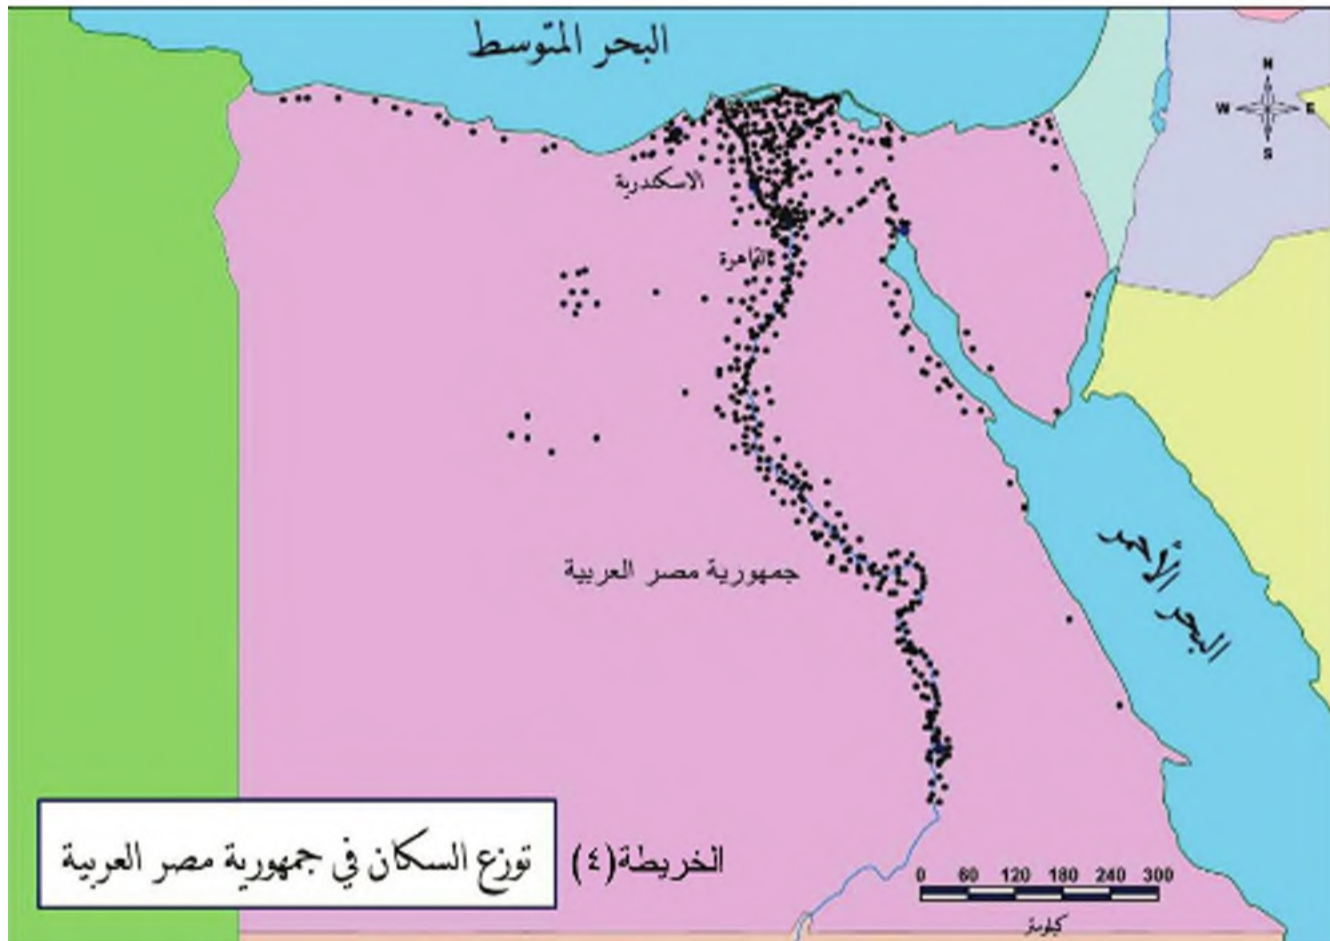 البحر المتوسط
N
W E
S
الاسكندرية
القاهرة
جمهورية مصر العربية
البحر الأحمر
توزع السكان في جمهورية مصر العربية
الخريطة (٤)
0 60 120 180 240 300
كيلومتر